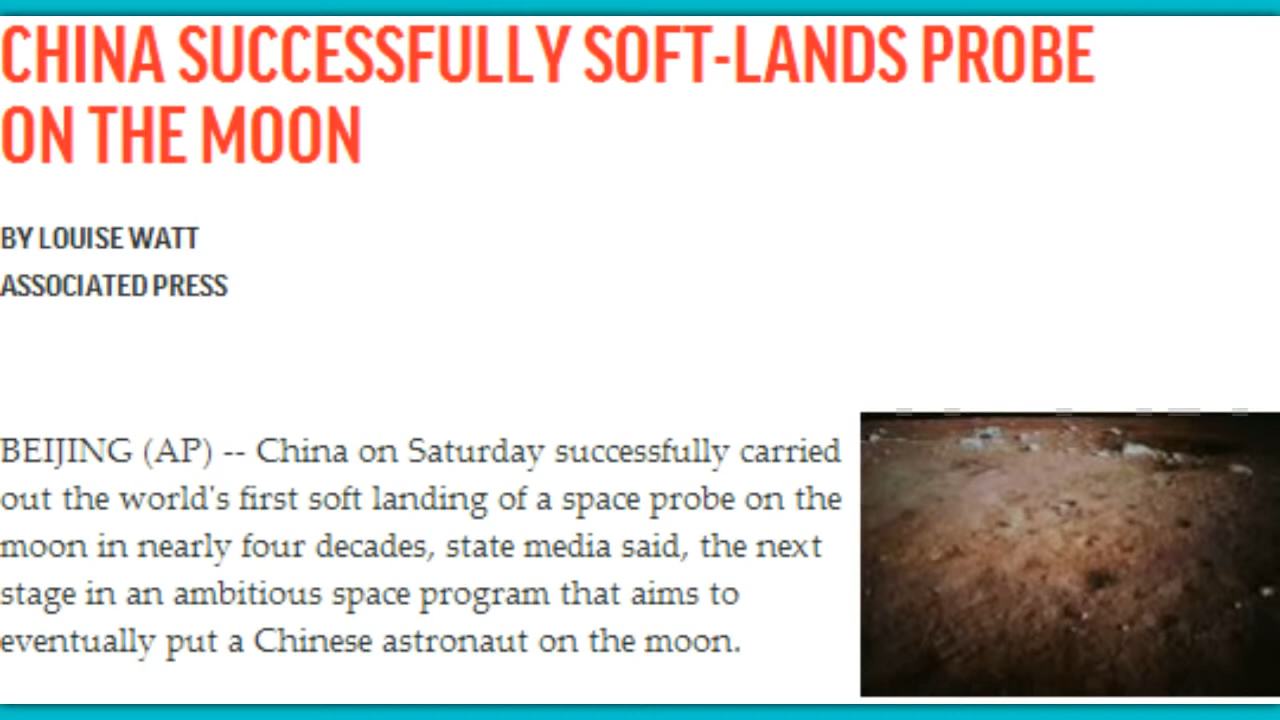 CHINA SUCCESSFULLY SOFT-LANDS PROBE
ON THE MOON
BY LOUISE WATT
ASSOCIATED PRESS
BEIJING (AP) -- China on Saturday successfully carried
out the world's first soft landing of a space probe on the
moon in nearly four decades, state media said, the next
stage in an ambitious space program that aims to
eventually put a Chinese astronaut on the moon.